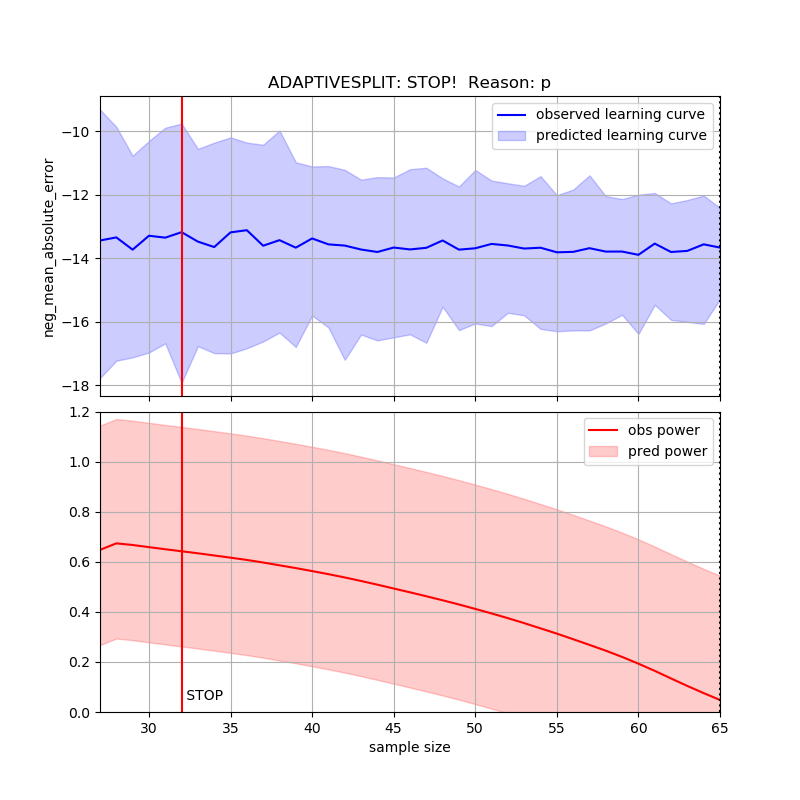 ADAPTIVESPLIT: STOP!  Reason: p
observed learning curve
predicted learning curve
−10
−12
−14
−16
−18
neg_mean_absolute_error
obs power
pred power
1.2
1.0
0.8
0.6
0.4
0.2
0.0
STOP
30 35 40 45 50 55 60 65
sample size